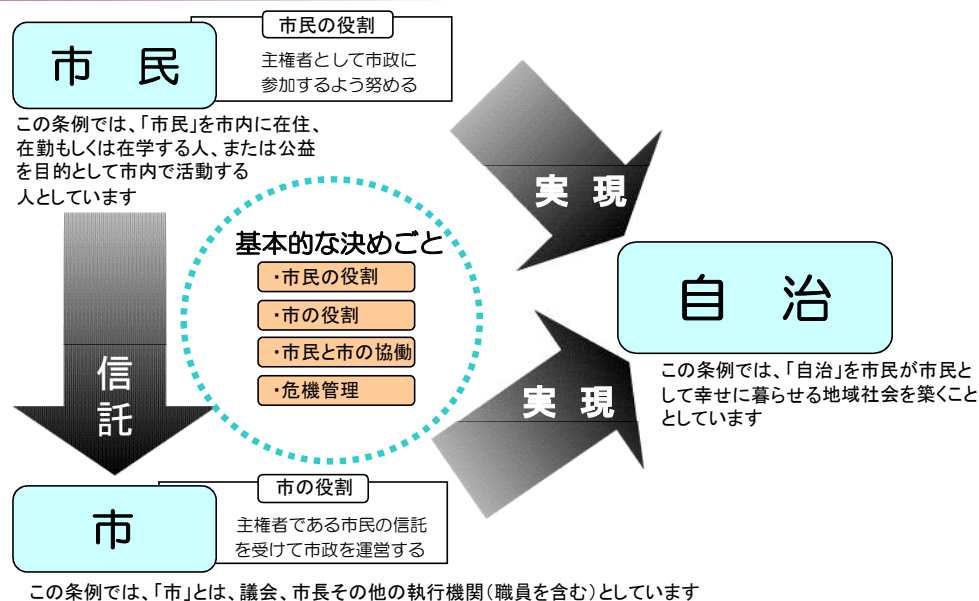 市民の役割
市　民
主権者として市政に
参加するよう努める
この条例では、「市民」を市内に在住、
在勤もしくは在学する人、または公益
を目的として市内で活動する
人としています
実　現
基本的な決めごと
・市民の役割
・市の役割
・市民と市の協働
・危機管理
信
託
自　治
この条例では、「自治」を市民が市民と
して幸せに暮らせる地域社会を築くこと
としています
実　現
市の役割
市
主権者である市民の信託
を受けて市政を運営する
この条例では、「市」とは、議会、市長その他の執行機関（職員を含む）としています